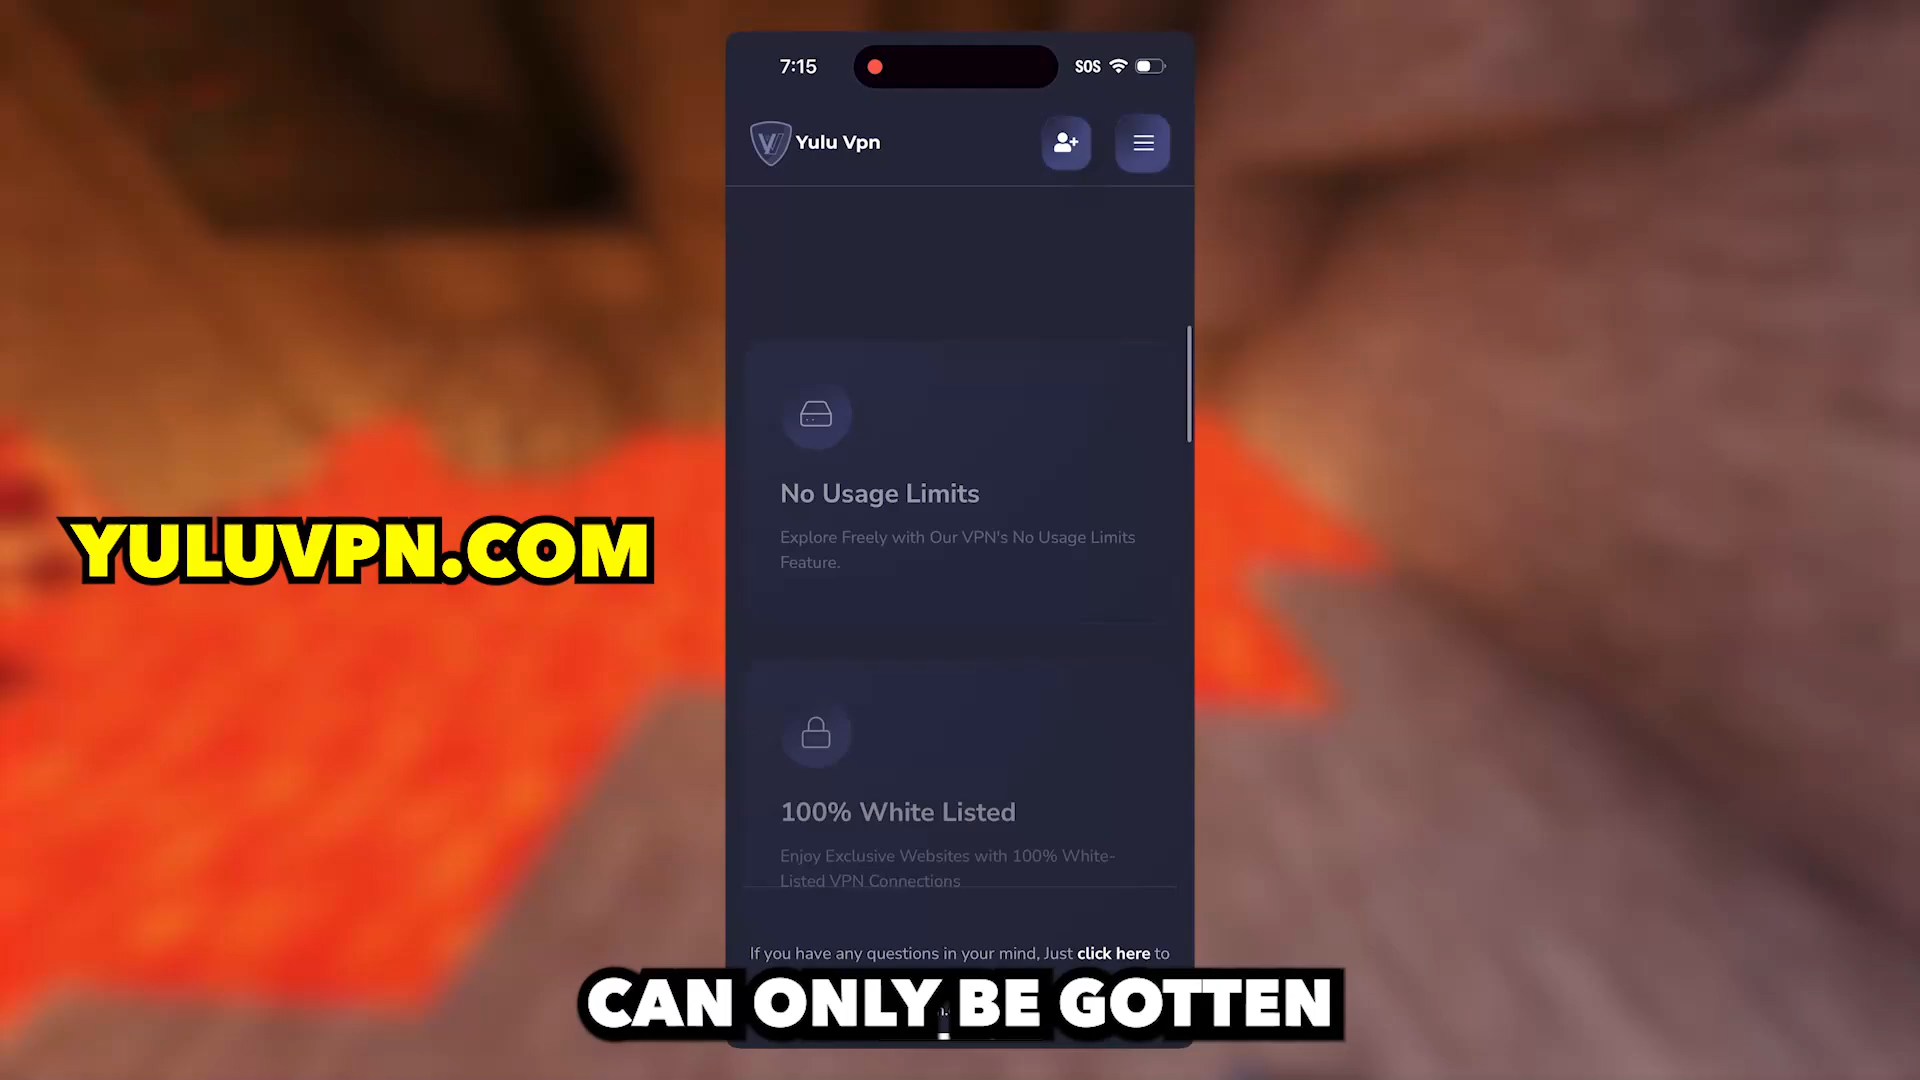 7:15
SOS
Yulu Vpn
No Usage Limits
Explore Freely with Our VPN's No Usage Limits
Feature.
YULUVPN.COM
100% White Listed
Enjoy Exclusive Websites with 100% White-
Listed VPN Connections
If you have any questions in your mind, Just click here to
CAN ONLY BE GOTTEN